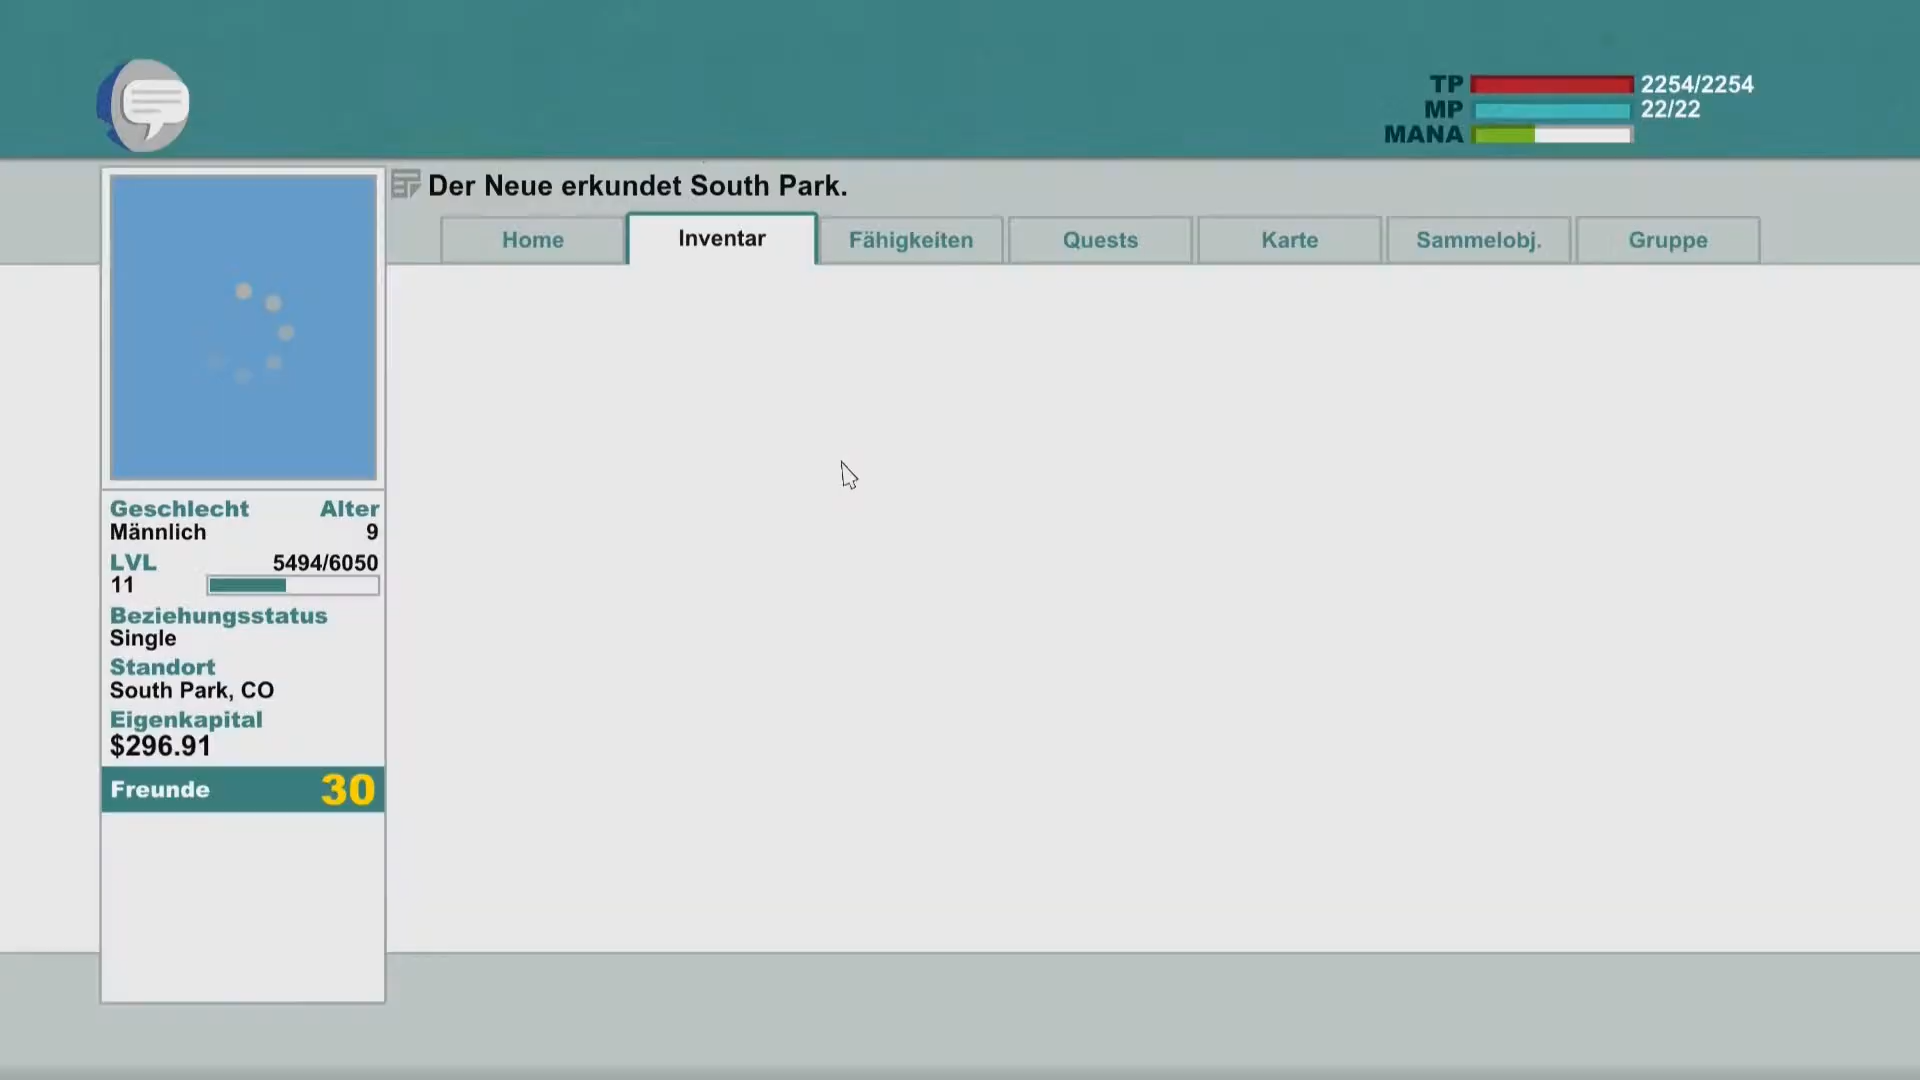 TP 2254/2254
MP 22/22
MANA
Der Neue erkundet South Park.
Home Inventar Fähigkeiten Quests Karte Sammelobj. Gruppe
Geschlecht Alter
Männlich 9
LVL 5494/6050
11
Beziehungsstatus
Single
Standort
South Park, CO
Eigenkapital
$296.91
Freunde 30